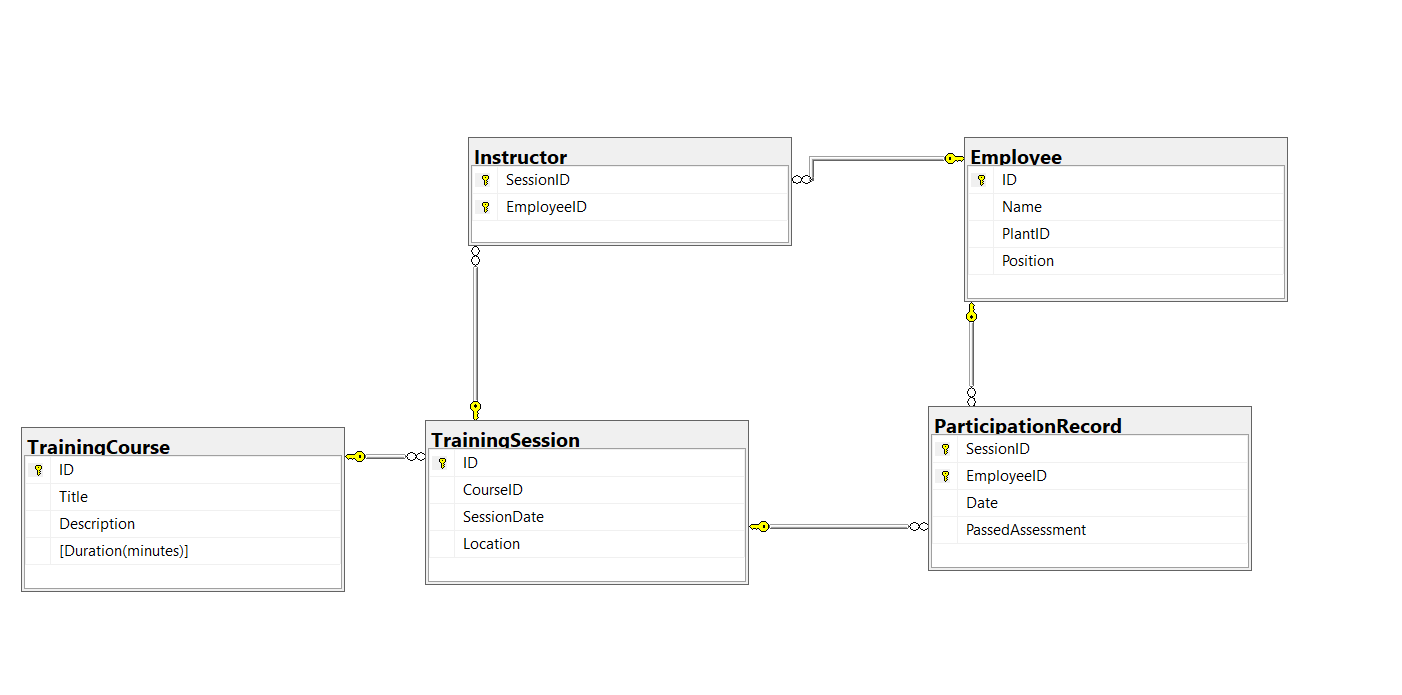 Instructor
SessionID
EmployeeID
Employee
ID
Name
PlantID
Position
TrainingCourse
ID
Title
Description
[Duration(minutes)]
TrainingSession
ID
CourseID
SessionDate
Location
ParticipationRecord
SessionID
EmployeeID
Date
PassedAssessment